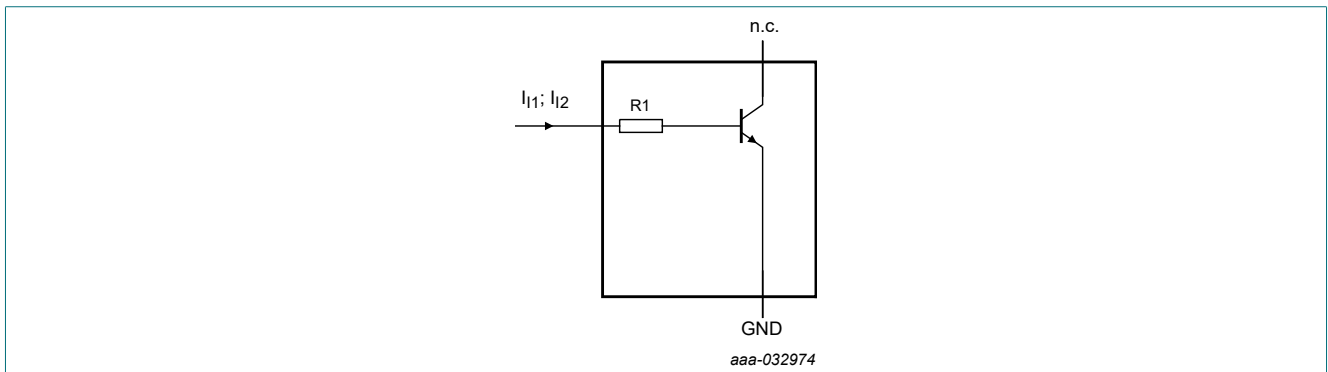 n.c.
I_I1; I_I2
R1
GND
aaa-032974